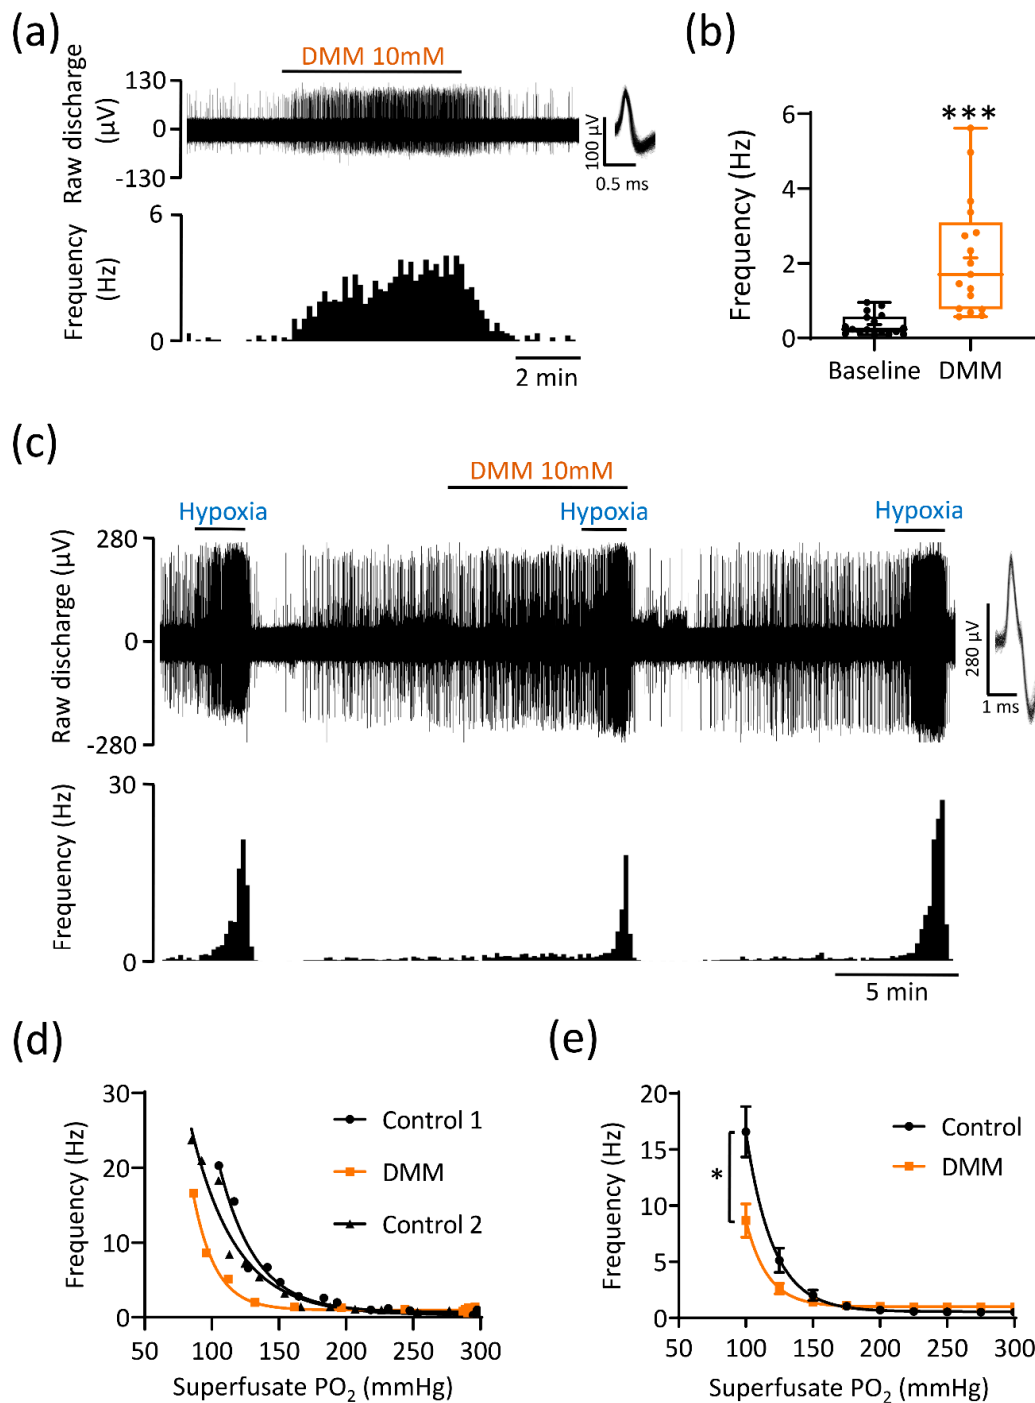 (a)
DMM 10mM
Raw discharge
(µV)
130
0
-130
100 µV
0.5 ms
Frequency
(Hz)
6
0
2 min
(b)
***
Frequency (Hz)
6
4
2
0
Baseline
DMM
(c)
DMM 10mM
Hypoxia
Hypoxia
Hypoxia
Raw discharge (µV)
280
0
-280
280 µV
1 ms
Frequency (Hz)
30
0
5 min
(d)
Frequency (Hz)
30
20
10
0
Control 1
DMM
Control 2
50 100 150 200 250 300
Superfusate PO₂ (mmHg)
(e)
Frequency (Hz)
20
15
10
5
0
*
Control
DMM
50 100 150 200 250 300
Superfusate PO₂ (mmHg)